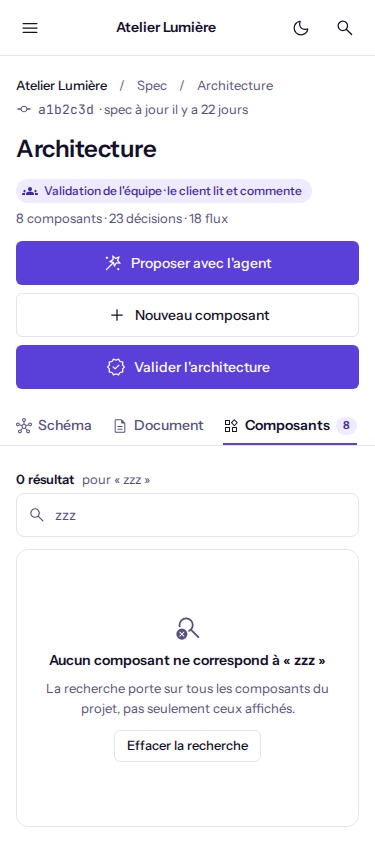 Atelier Lumière
Atelier Lumière / Spec / Architecture
a1b2c3d · spec à jour il y a 22 jours
Architecture
Validation de l'équipe · le client lit et commente
8 composants · 23 décisions · 18 flux
Proposer avec l'agent
Nouveau composant
Valider l'architecture
Schéma Document Composants 8
0 résultat pour « zzz »
zzz
Aucun composant ne correspond à « zzz »
La recherche porte sur tous les composants du
projet, pas seulement ceux affichés.
Effacer la recherche